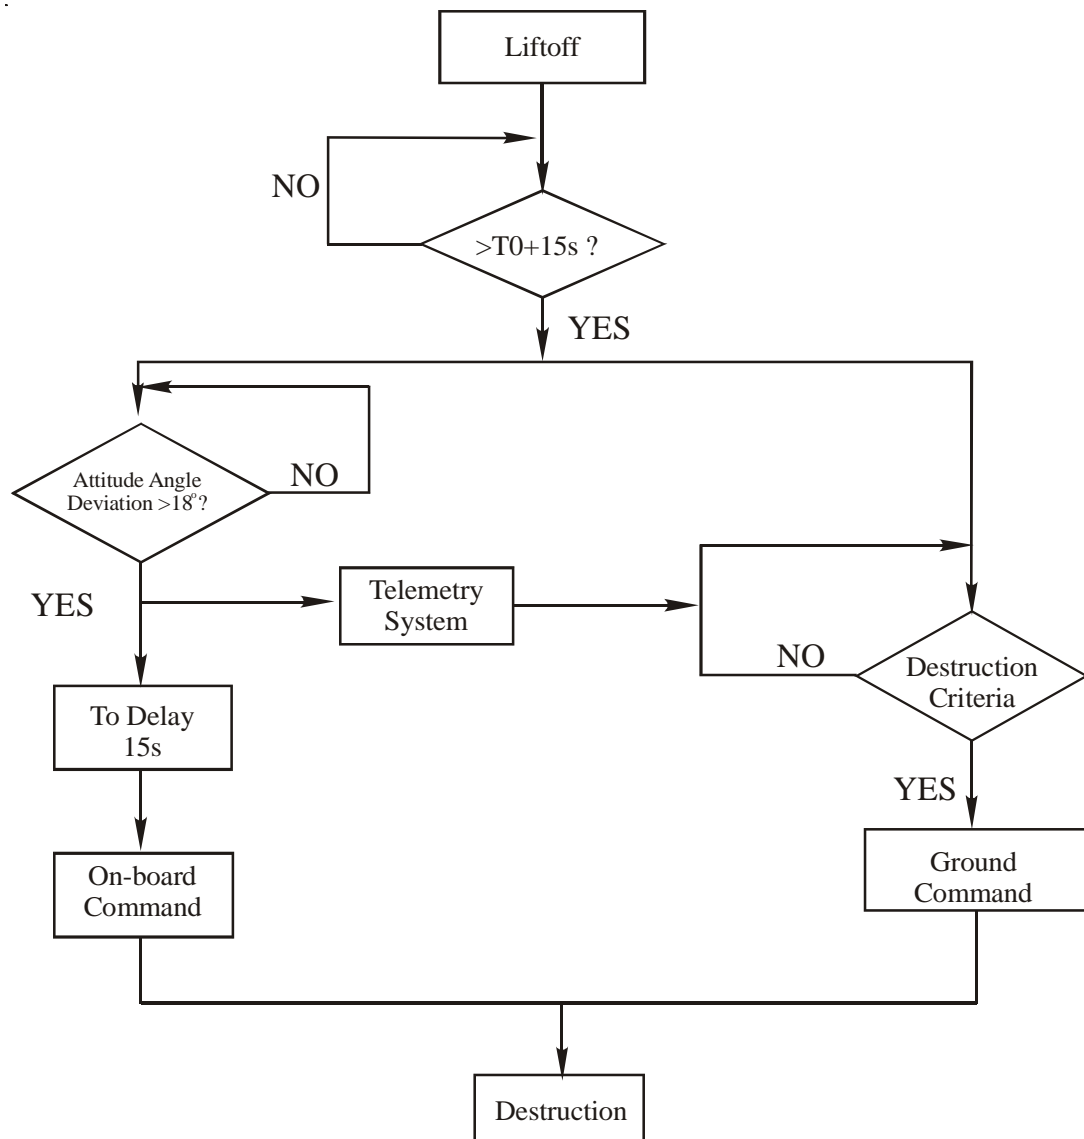 Liftoff
NO
>T0+15s ?
YES
Attitude Angle
Deviation >18°?
NO
YES
Telemetry
System
NO
Destruction
Criteria
To Delay
15s
YES
On-board
Command
Ground
Command
Destruction